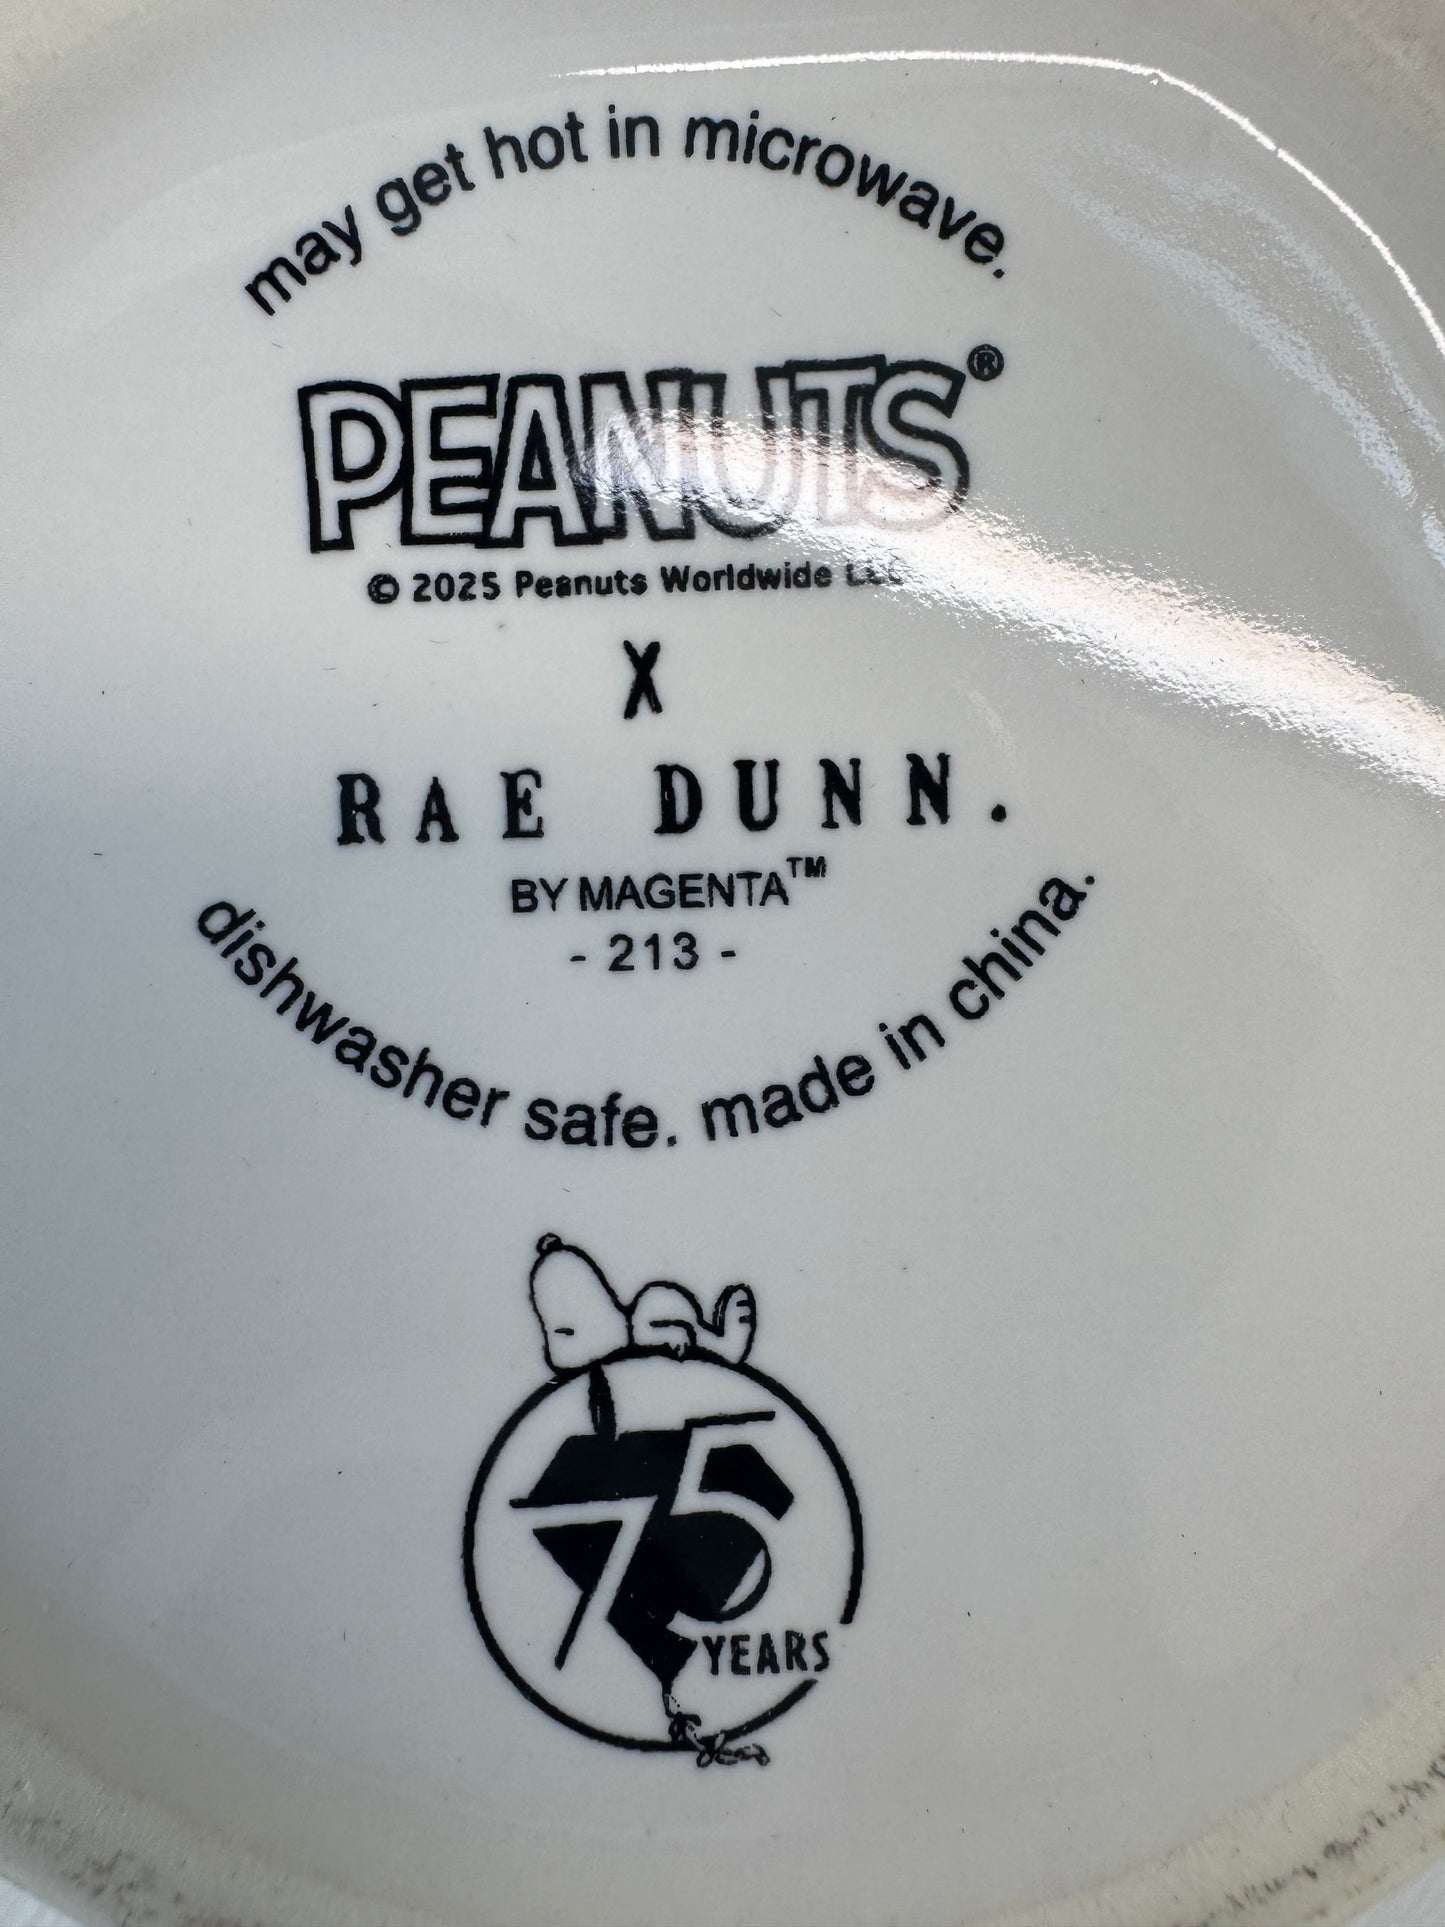 may get hot in microwave.
PEANUTS®
© 2025 Peanuts Worldwide LLC
X
RAE DUNN.
BY MAGENTA™
- 213 -
dishwasher safe. made in china.
75
YEARS